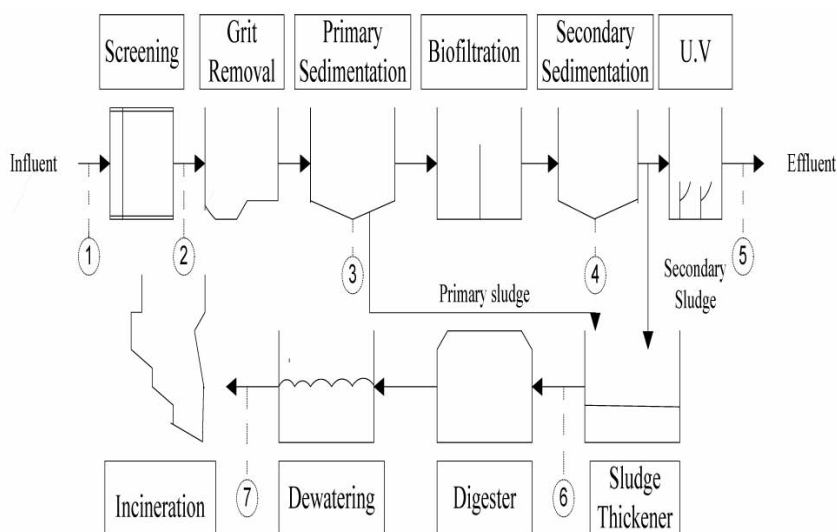 Screening
Grit
Removal
Primary
Sedimentation
Biofiltration
Secondary
Sedimentation
U.V
Influent
Effluent
1
2
3
4
5
Primary sludge
Secondary
Sludge
7
6
Incineration
Dewatering
Digester
Sludge
Thickener